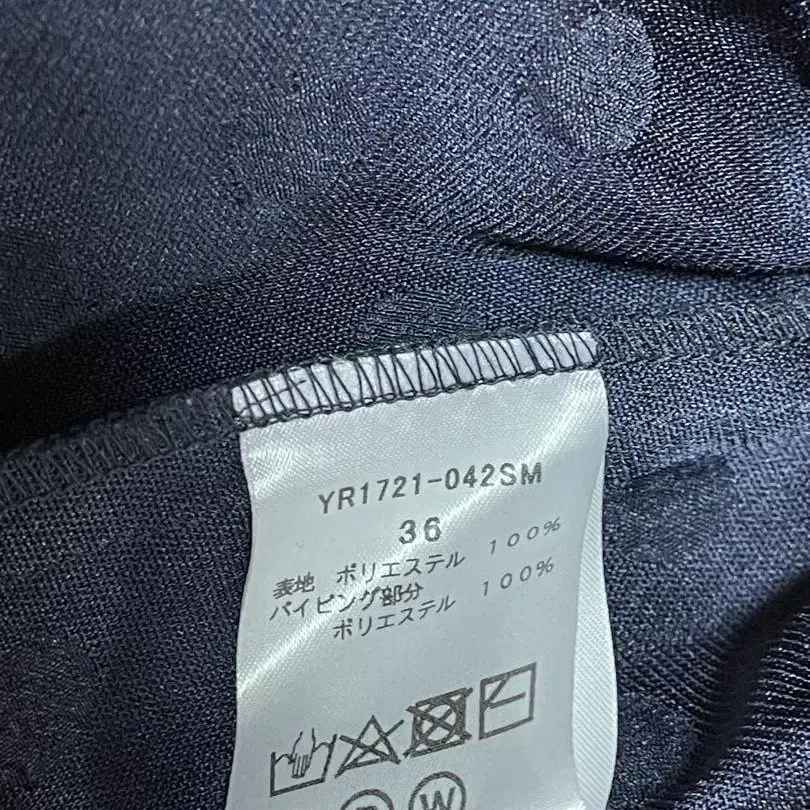 YR1721-042SM
36
表地 ポリエステル 100%
パイピング部分
ポリエステル 100%
W